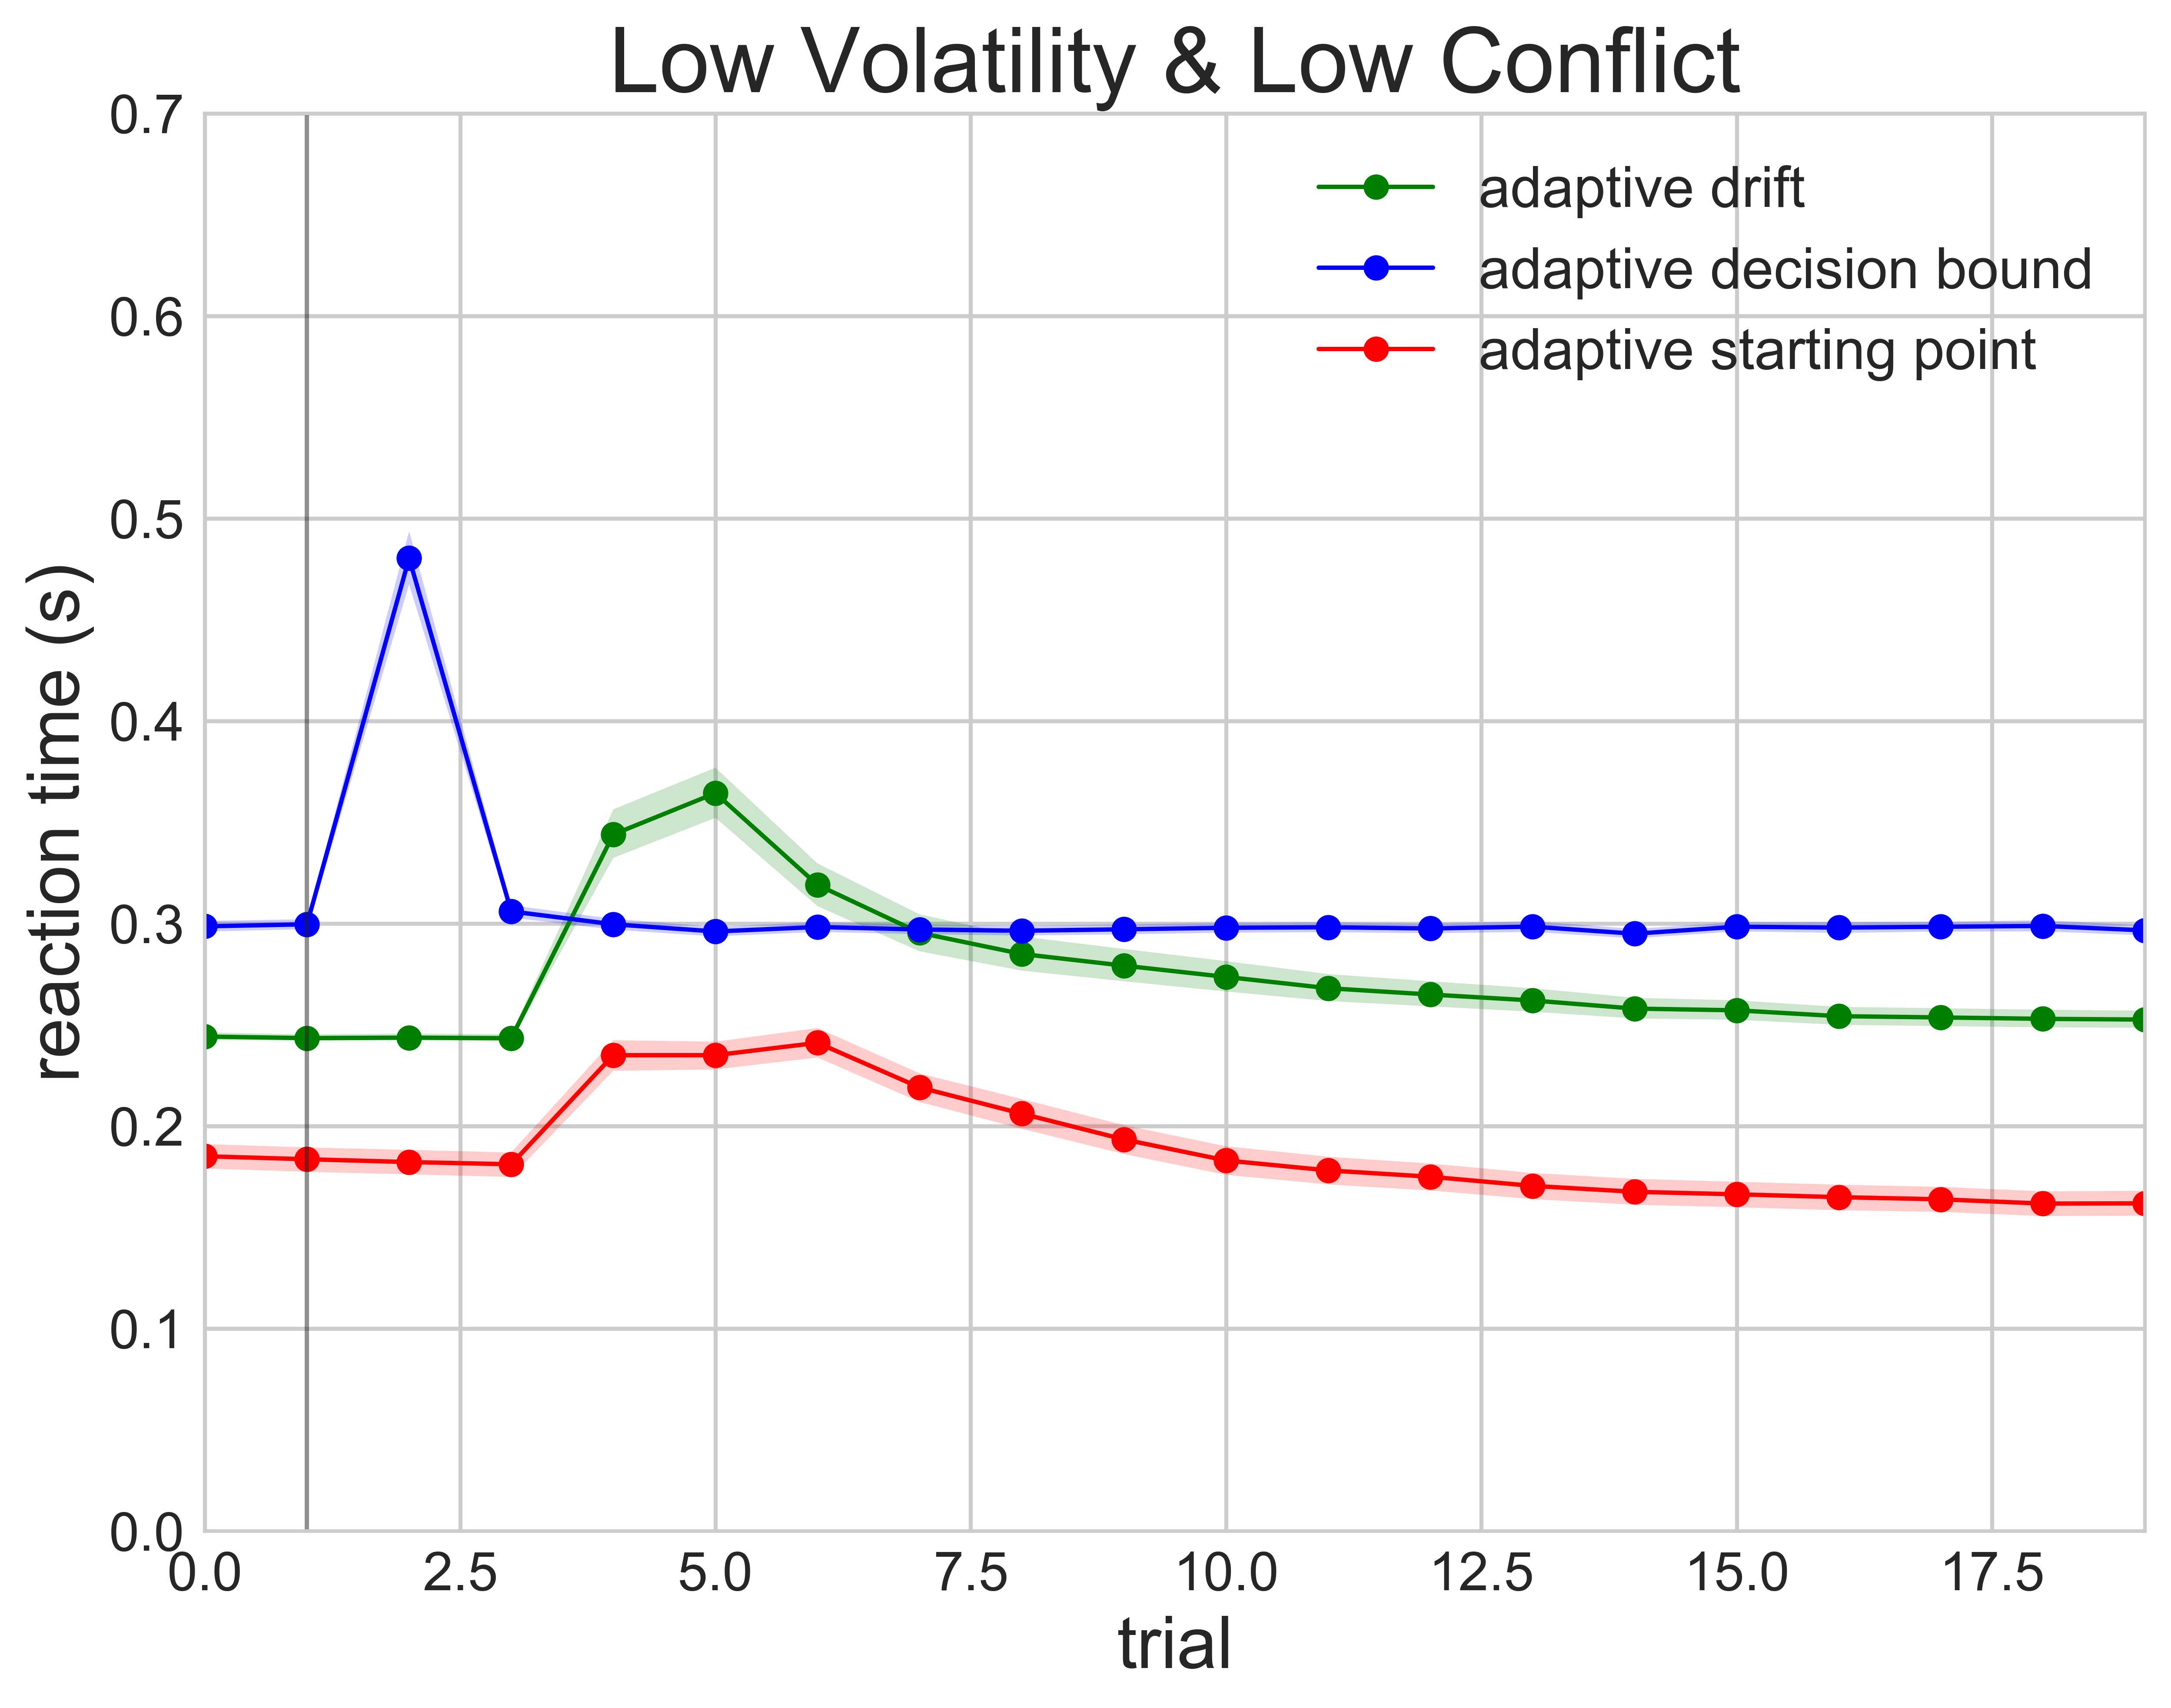 Low Volatility & Low Conflict
0.7
0.6
0.5
0.4
0.3
0.2
0.1
0.0
reaction time (s)
adaptive drift
adaptive decision bound
adaptive starting point
0.0 2.5 5.0 7.5 10.0 12.5 15.0 17.5
trial